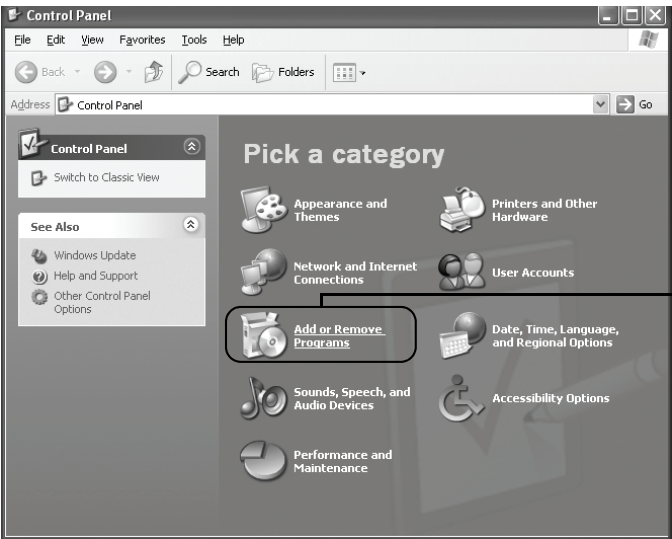 Control Panel
File Edit View Favorites Tools Help
Back Search Folders
Address Control Panel Go
Control Panel
Switch to Classic View
See Also
Windows Update
Help and Support
Other Control Panel
Options
Pick a category
Appearance and
Themes
Printers and Other
Hardware
Network and Internet
Connections
User Accounts
Add or Remove
Programs
Date, Time, Language,
and Regional Options
Sounds, Speech, and
Audio Devices
Accessibility Options
Performance and
Maintenance